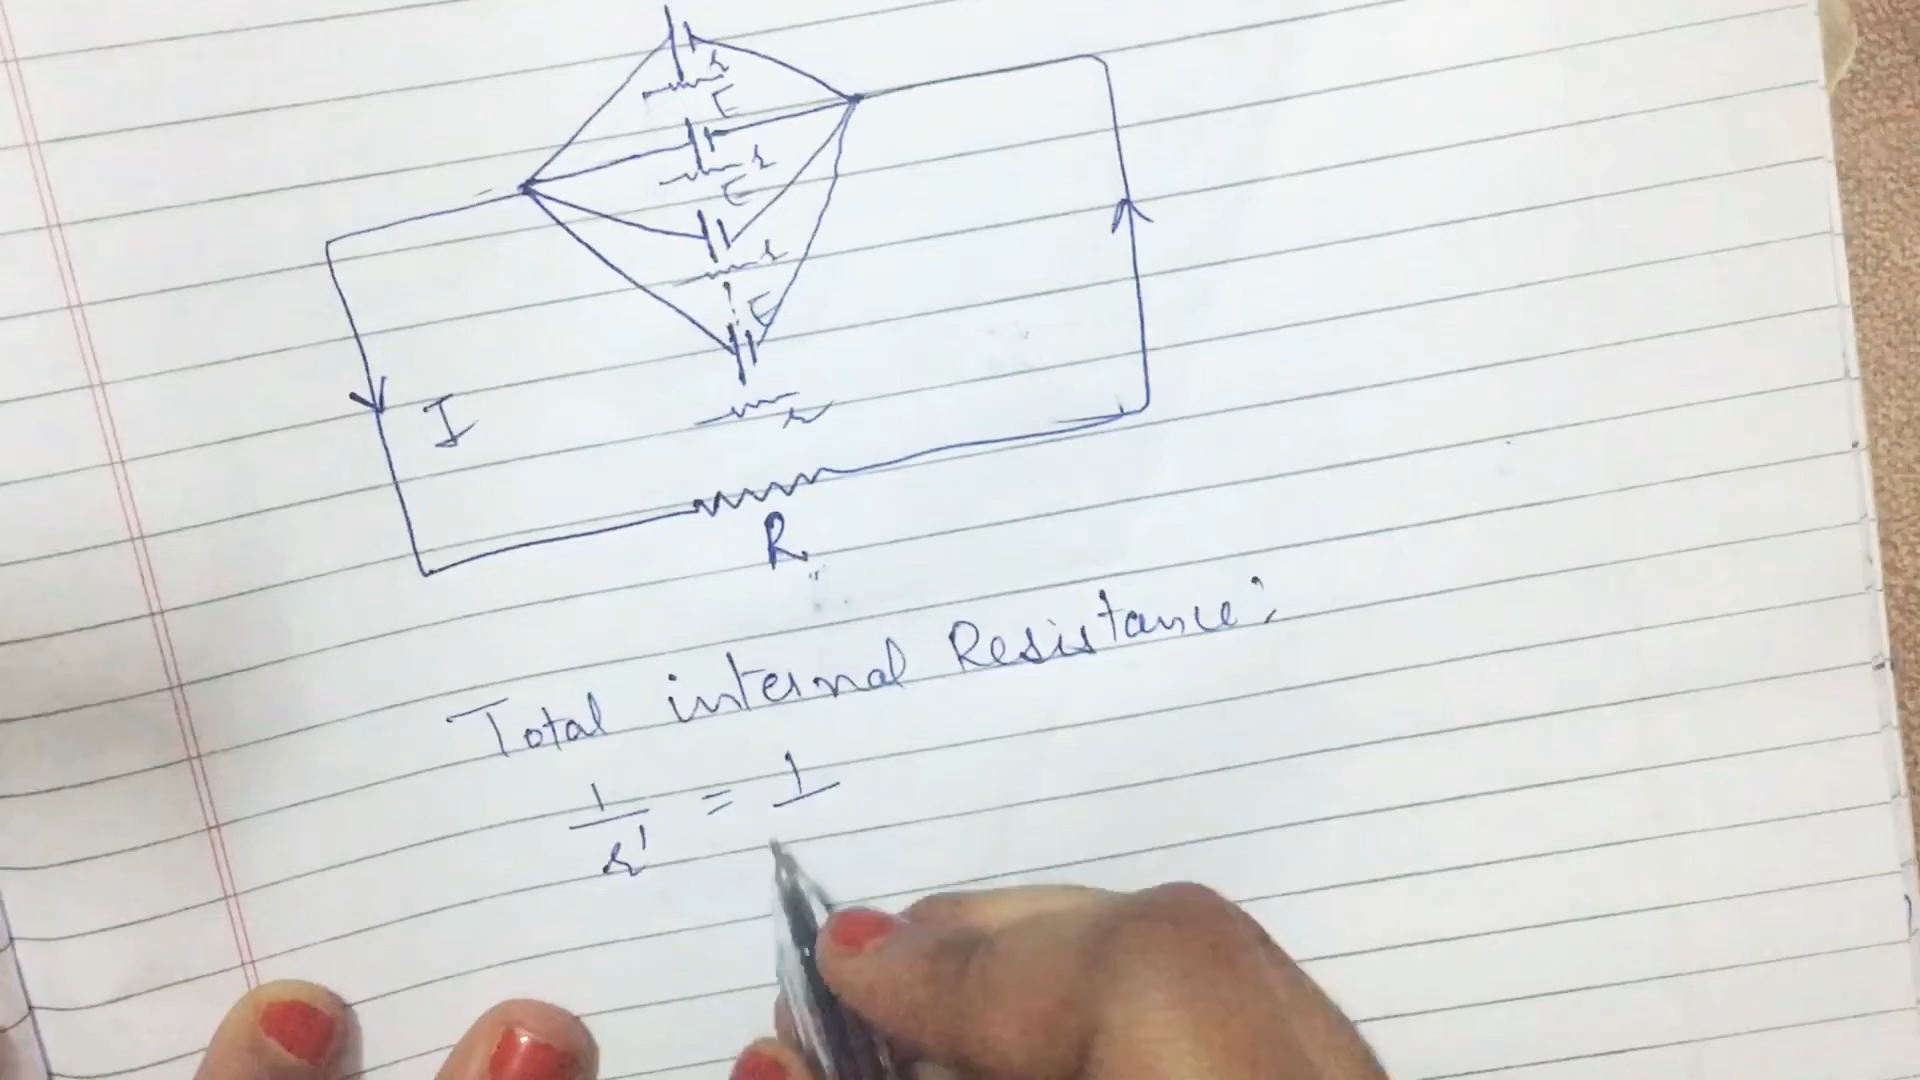 r
E
r
E
r
E
r
I
R
Total internal Resistance:
1/r' = 1